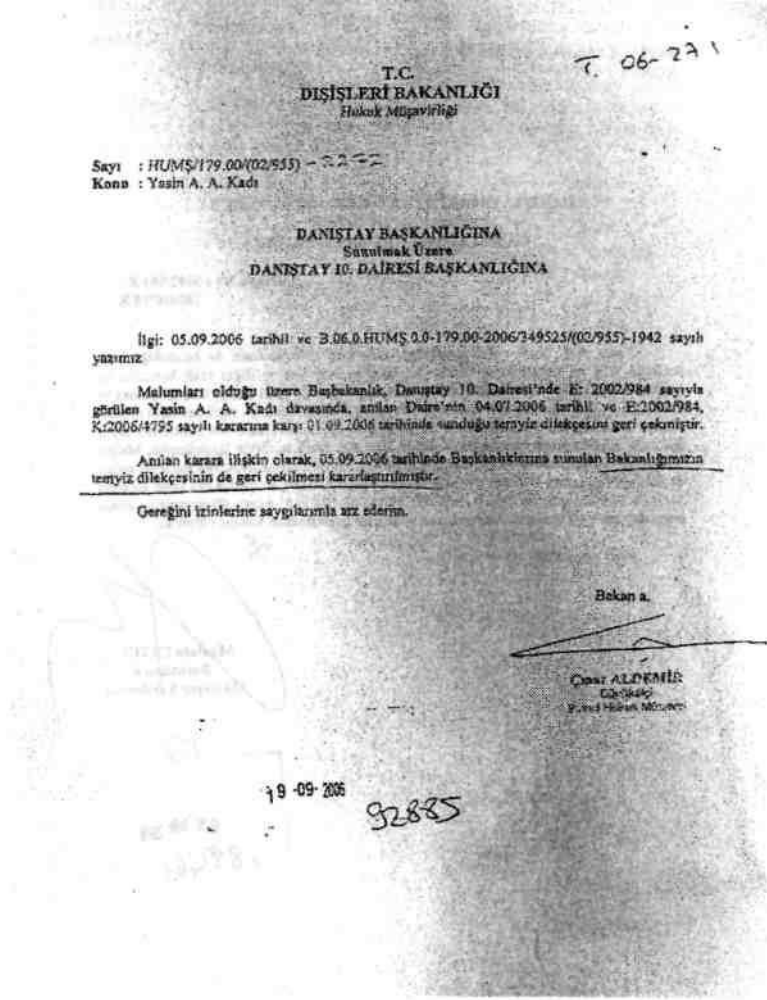 T. 06-271
T.C.
DIŞİŞLERİ BAKANLIĞI
Hukuk Müşavirliği
Sayı : HUMŞ/179.00/(02/955) -
Konu : Yasin A. A. Kadı
DANIŞTAY BAŞKANLIĞINA
Sunulmak Üzere
DANIŞTAY 10. DAİRESİ BAŞKANLIĞINA
İlgi: 05.09.2006 tarihli ve B.06.0.HUMŞ.0.0-179.00-2006/349525/(02/955)-1942 sayılı
yazımız
Malumları olduğu üzere Başbakanlık, Danıştay 10. Dairesi'nde E: 2002/984 sayıyla
görülen Yasin A. A. Kadı davasında, anılan Daire'nin 04.07.2006 tarihli ve E:2002/984,
K:2006/4795 sayılı kararına karşı 01.09.2006 tarihinde sunduğu temyiz dilekçesini geri çekmiştir.
Anılan karara ilişkin olarak, 05.09.2006 tarihinde Başkanlıklarına sunulan Bakanlığımızın
temyiz dilekçesinin de geri çekilmesi kararlaştırılmıştır.
Gereğini izinlerine saygılarımla arz ederim.
Bakan a.
ALDEMİR
Büyükelçi
19 -09- 2006
92885